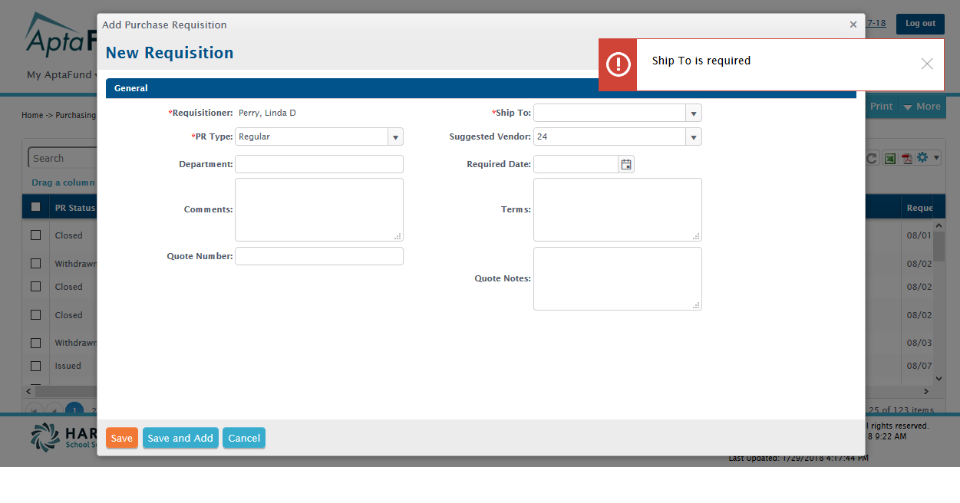 Add Purchase Requisition
7-18
Log out
AptaF
New Requisition
Ship To is required
My AptaFund
General
Print
More
Home -> Purchasing
*Requisitioner: Perry, Linda D
*Ship To:
*PR Type: Regular
Suggested Vendor: 24
Department:
Required Date:
Search
Drag a column
Comments:
Terms:
PR Status
Reque
Closed
08/01
Withdrawn
08/02
Quote Number:
Quote Notes:
Closed
08/02
Closed
08/02
Withdrawn
08/03
Issued
08/07
1
2
25 of 123 items
HAR
School S
Save
Save and Add
Cancel
l rights reserved.
8 9:22 AM
Last Updated: 1/29/2018 4:17:44 PM